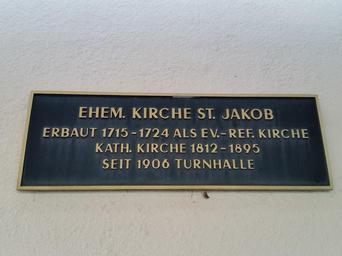 EHEM. KIRCHE ST. JAKOB
ERBAUT 1715-1724 ALS EV.-REF. KIRCHE
KATH. KIRCHE 1812-1895
SEIT 1906 TURNHALLE